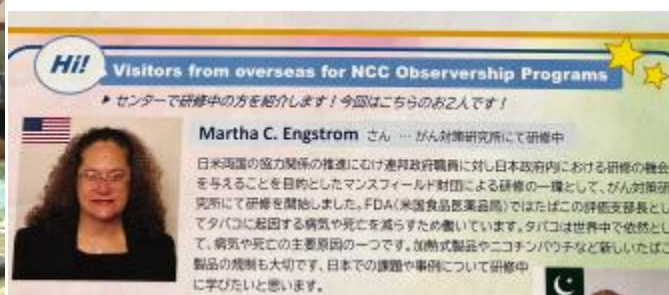 Hi!
Visitors from overseas for NCC Observership Programs
▶ センターで研修中の方を紹介します！今回はこちらのお2人です！
Martha C. Engstrom さん … がん対策研究所にて研修中
日米両国の協力関係の推進にむけ連邦政府職員に対し日本政府内における研修の機会
を与えることを目的としたマンスフィールド財団による研修の一環として、がん対策研
究所にて研修を開始しました。FDA（米国食品医薬品局）ではたばこの評価支部長とし
てタバコに起因する病気や死亡を減らすため働いています。タバコは世界中で依然とし
て、病気や死亡の主要原因の一つです。加熱式製品やニコチンパウチなど新しいたばこ
製品の規制も大切です、日本での課題や事例について研修中
に学びたいと思います。